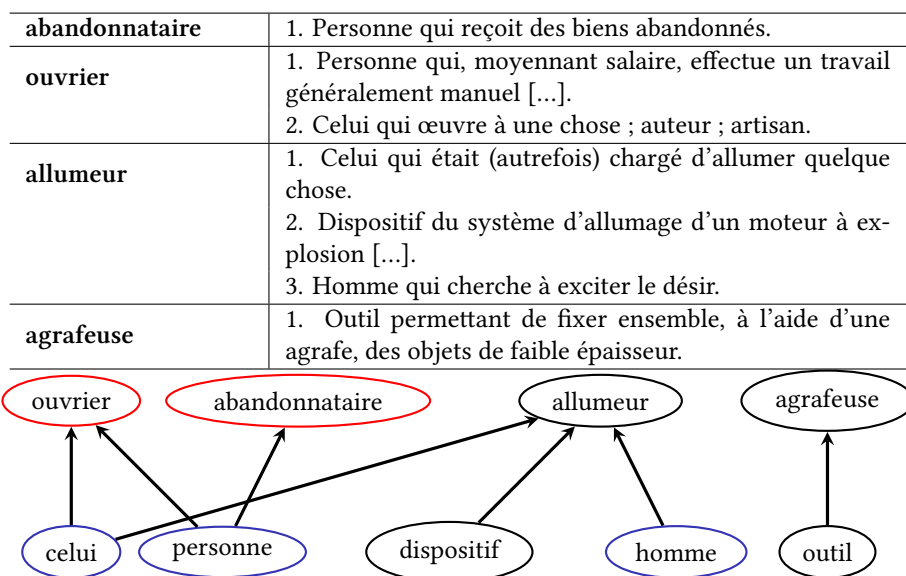 abandonnataire 1. Personne qui reçoit des biens abandonnés.
ouvrier
1. Personne qui, moyennant salaire, effectue un travail
généralement manuel [...].
2. Celui qui œuvre à une chose ; auteur ; artisan.
allumeur
1. Celui qui était (autrefois) chargé d'allumer quelque
chose.
2. Dispositif du système d'allumage d'un moteur à ex-
plosion [...].
3. Homme qui cherche à exciter le désir.
agrafeuse
1. Outil permettant de fixer ensemble, à l'aide d'une
agrafe, des objets de faible épaisseur.
ouvrier abandonnataire allumeur agrafeuse
celui personne dispositif homme outil